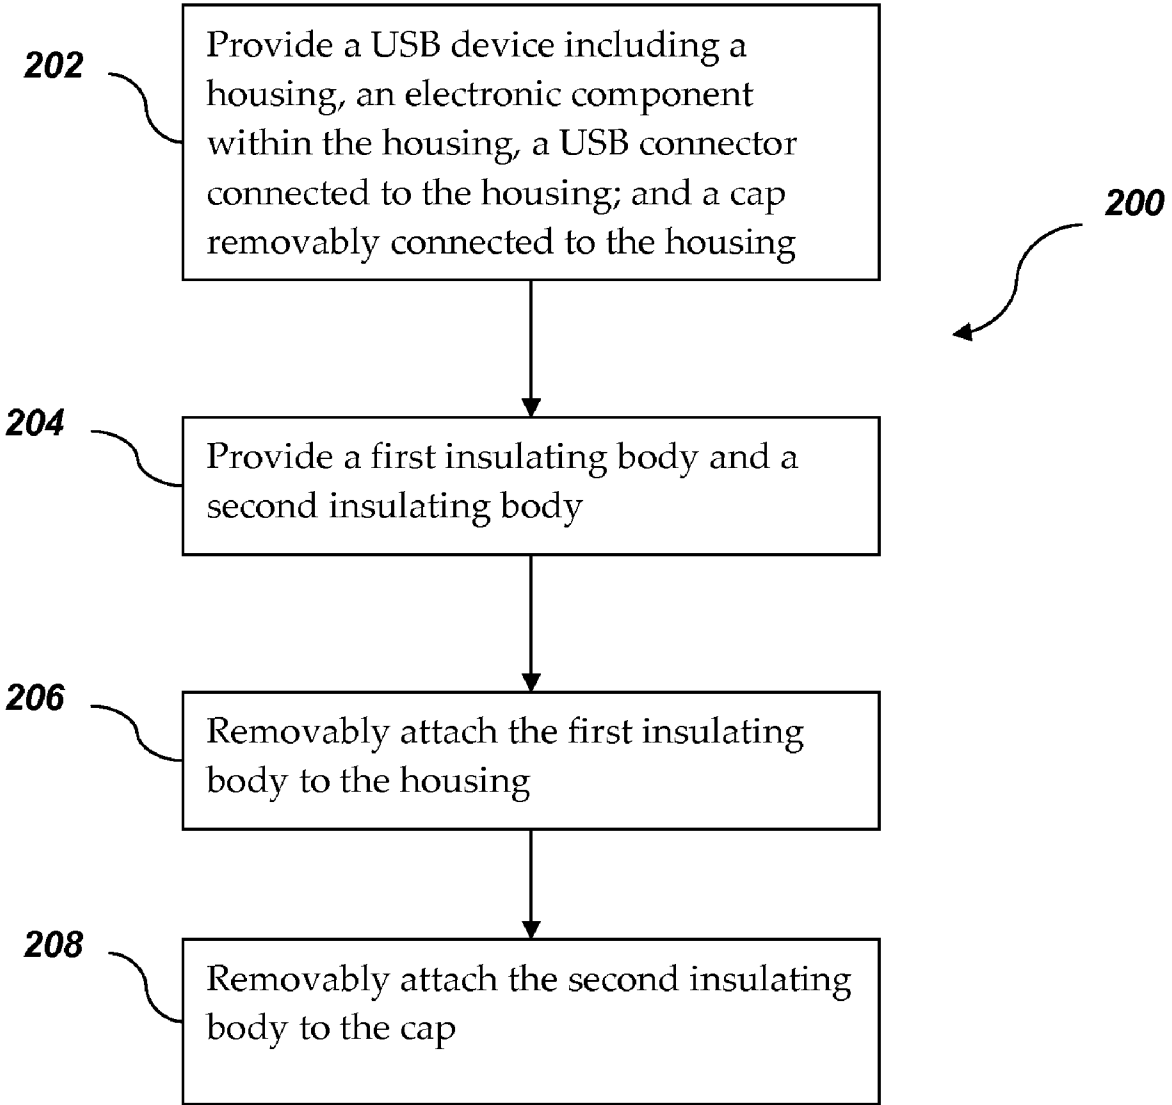 202
Provide a USB device including a
housing, an electronic component
within the housing, a USB connector
connected to the housing; and a cap
removably connected to the housing
200
204
Provide a first insulating body and a
second insulating body
206
Removably attach the first insulating
body to the housing
208
Removably attach the second insulating
body to the cap